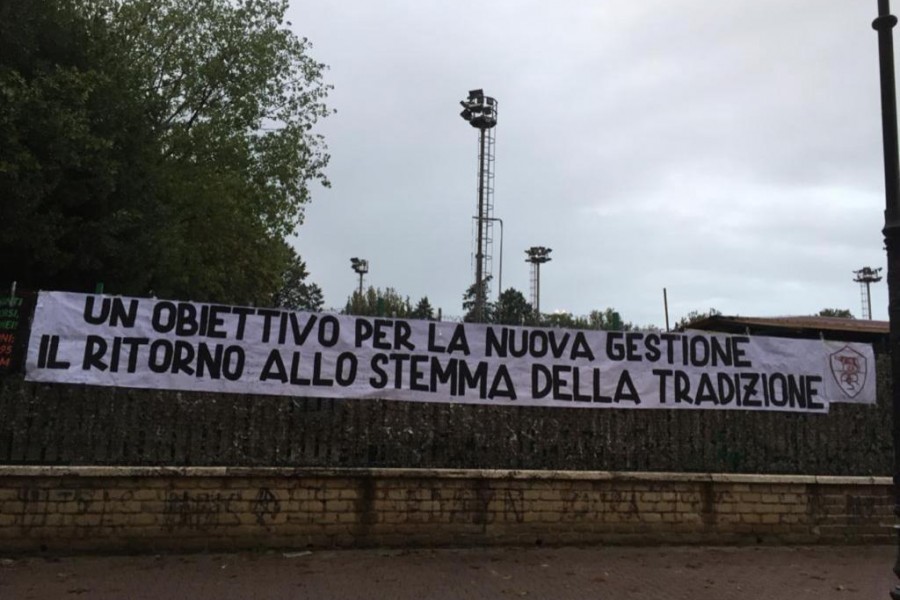 UN OBIETTIVO PER LA NUOVA GESTIONE
IL RITORNO ALLO STEMMA DELLA TRADIZIONE